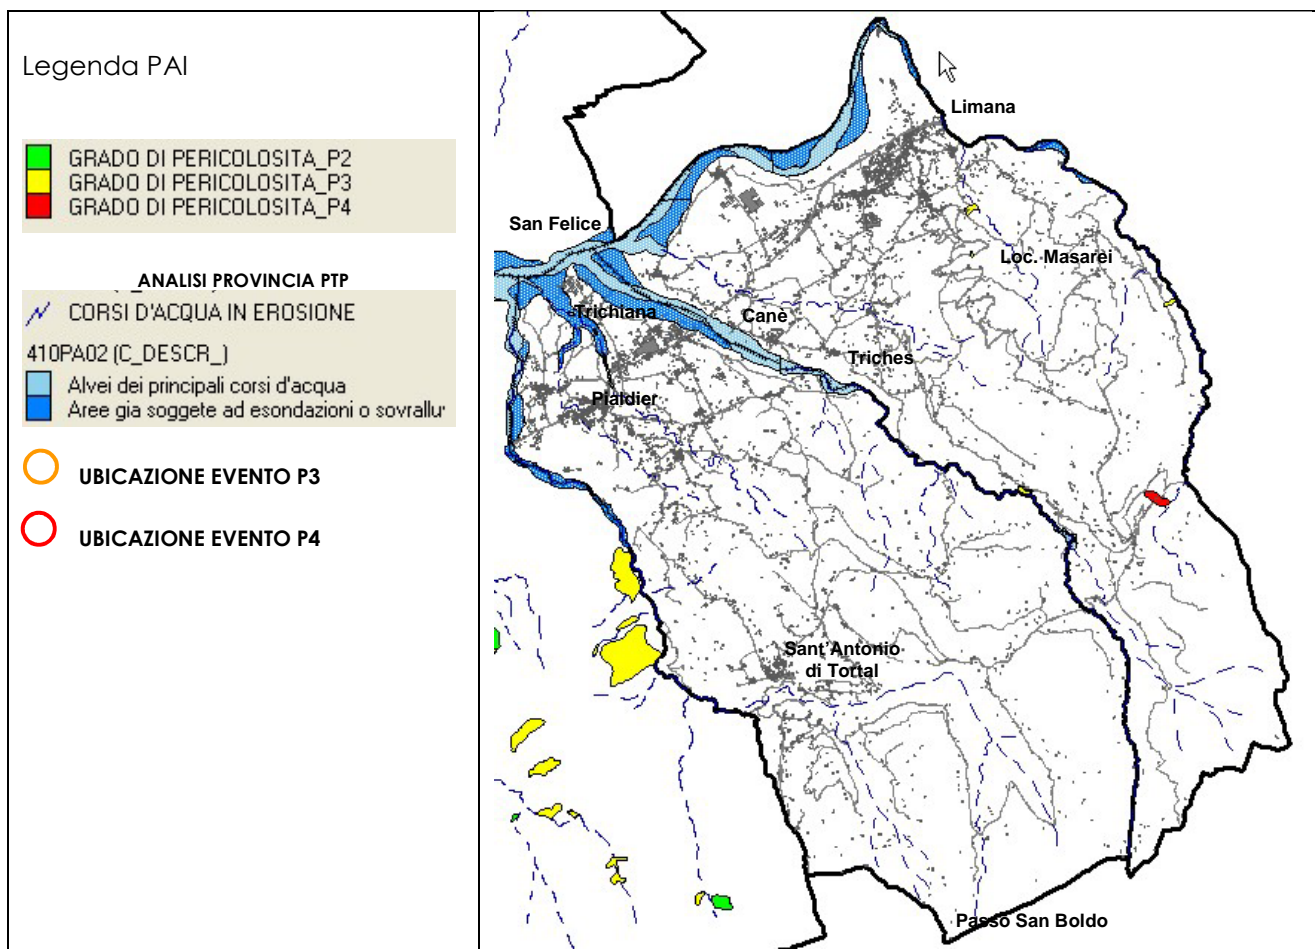 Legenda PAI
GRADO DI PERICOLOSITA_P2
GRADO DI PERICOLOSITA_P3
GRADO DI PERICOLOSITA_P4
ANALISI PROVINCIA PTP
CORSI D'ACQUA IN EROSIONE
410PA02 (C_DESCR_)
Alvei dei principali corsi d'acqua
Aree gia soggete ad esondazioni o sovrallu
UBICAZIONE EVENTO P3
UBICAZIONE EVENTO P4
Limana
San Felice
Loc. Masarei
Trichiana
Canè
Triches
Pialdier
Sant'Antonio
di Tortal
Passo San Boldo